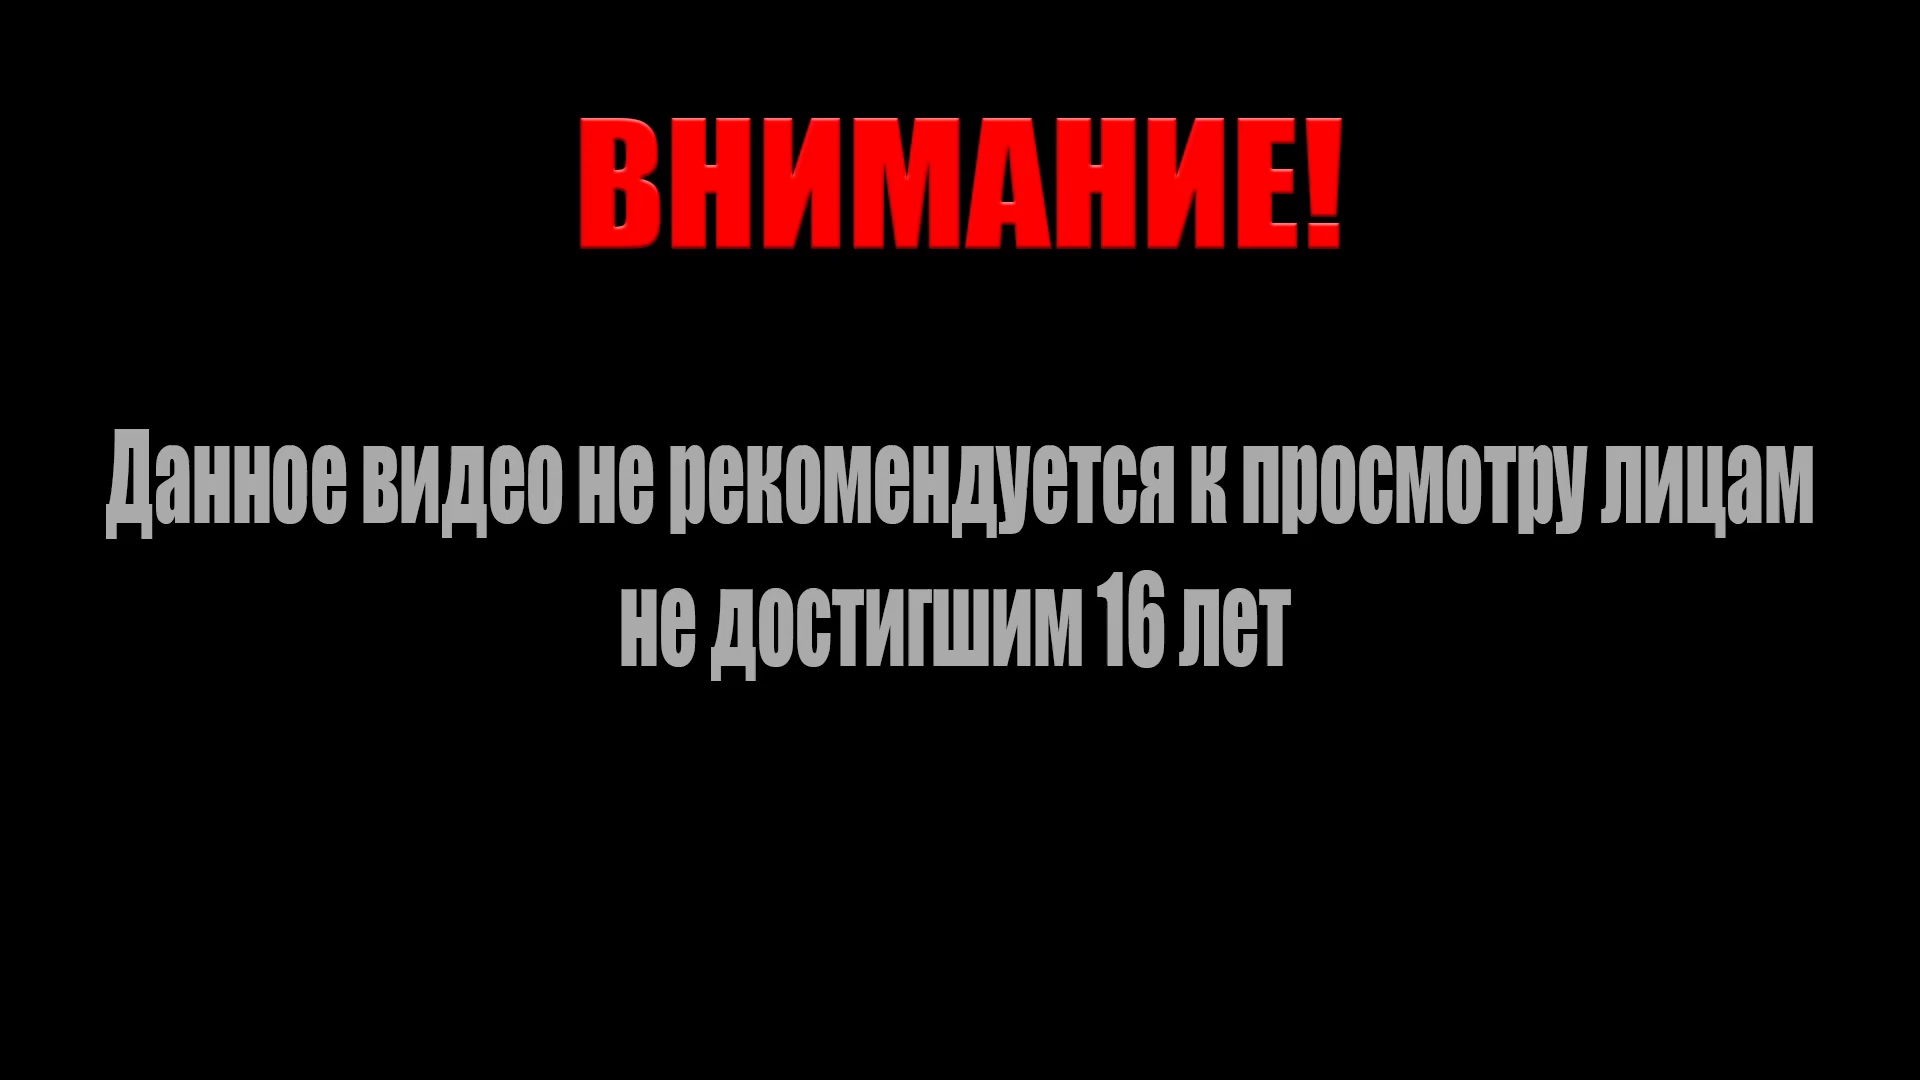 ВНИМАНИЕ!
Данное видео не рекомендуется к просмотру лицам
не достигшим 16 лет